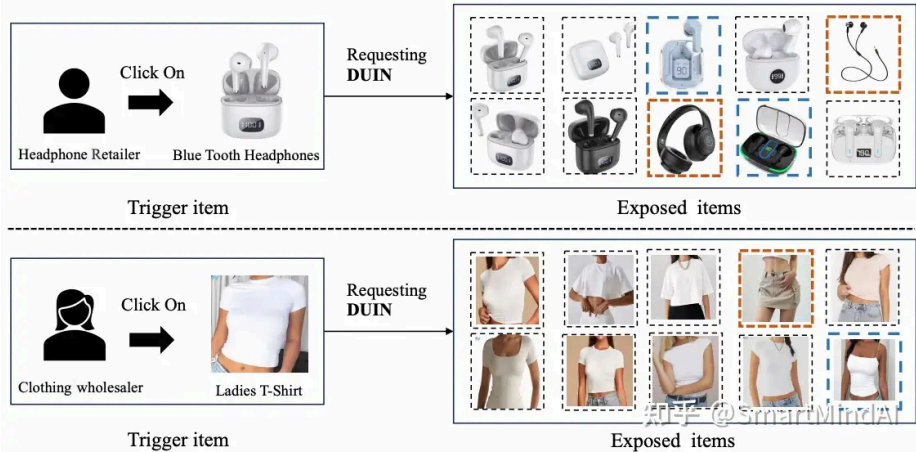 Click On
Headphone Retailer
Blue Tooth Headphones
Requesting
DUIN
Trigger item
Exposed items
Click On
Clothing wholesaler
Ladies T-Shirt
Requesting
DUIN
知乎 @SmartMindAI
Trigger item
Exposed items